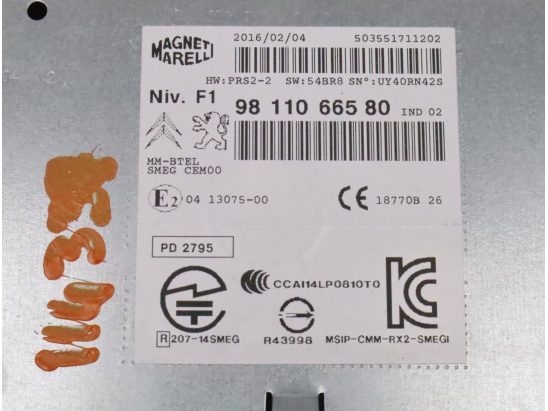 MAGNETI
MARELLI
2016/02/04 503551711202
HW:PRS2-2 SW:54BR8 SN°:UY40RN42S
Niv. F1
98 110 665 80 IND 02
MM-BTEL
SMEG CEM00
E2 04 13075-00
CE 18770B 26
PD 2795
CCAI14LP0810T0
R 207-14SMEG
R43998
MSIP-CMM-RX2-SMEGI